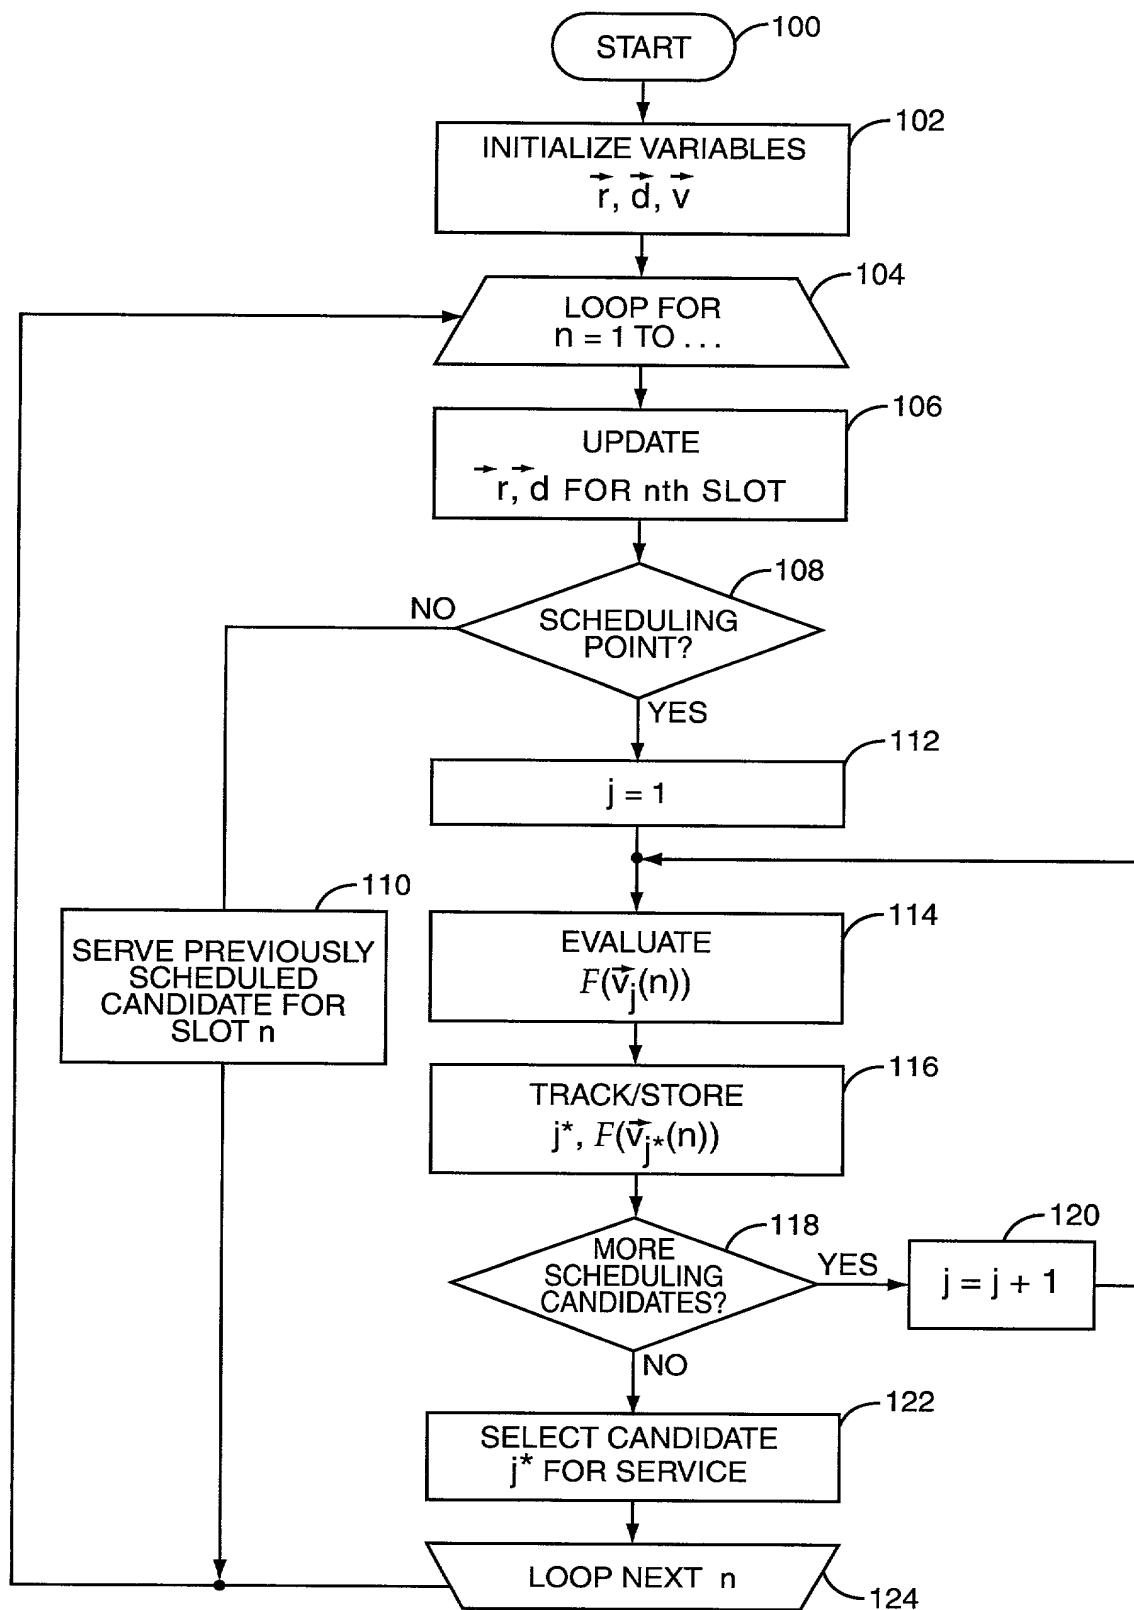 START
100
INITIALIZE VARIABLES
r⃗, d⃗, v⃗
102
LOOP FOR
n = 1 TO . . .
104
UPDATE
r⃗, d⃗ FOR nth SLOT
106
SCHEDULING
POINT?
108
NO
YES
j = 1
112
SERVE PREVIOUSLY
SCHEDULED
CANDIDATE FOR
SLOT n
110
EVALUATE
F(v⃗j(n))
114
TRACK/STORE
j*, F(v⃗j*(n))
116
MORE
SCHEDULING
CANDIDATES?
118
YES
j = j + 1
120
NO
SELECT CANDIDATE
j* FOR SERVICE
122
LOOP NEXT n
124